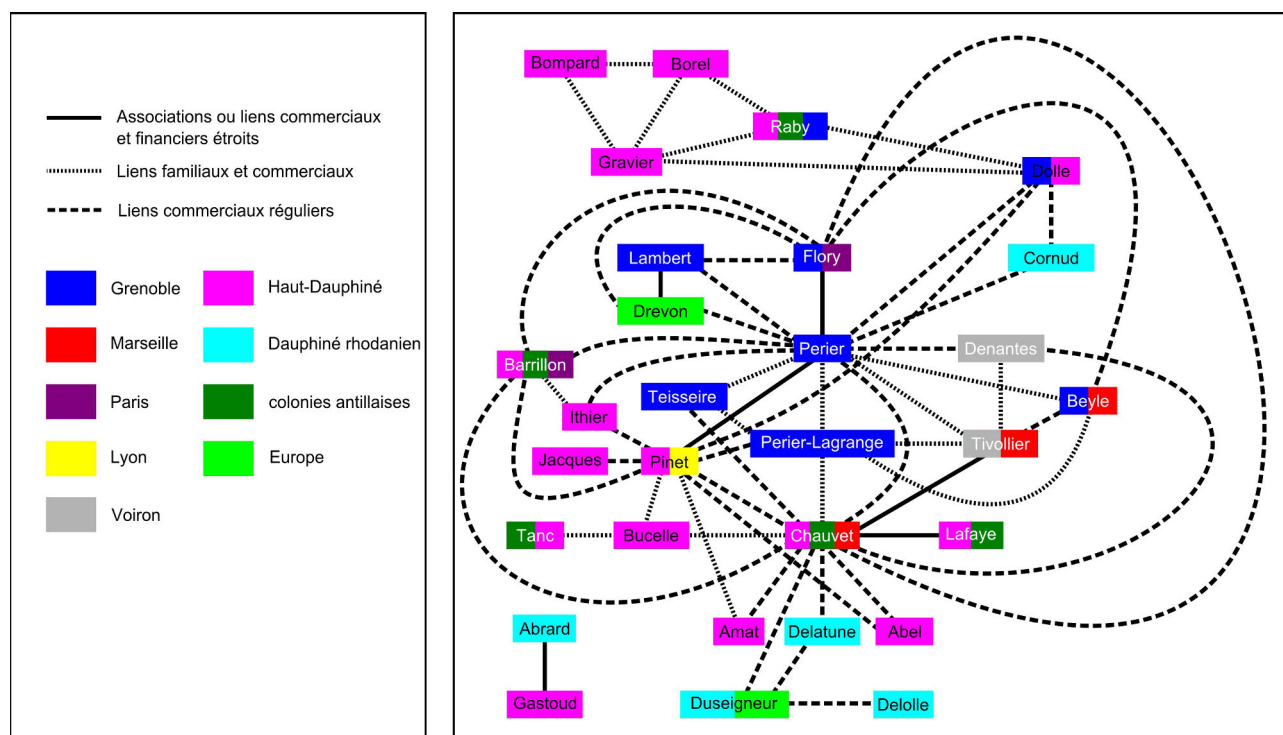 Associations ou liens commerciaux
et financiers étroits
Liens familiaux et commerciaux
Liens commerciaux réguliers
Grenoble
Haut-Dauphiné
Marseille
Dauphiné rhodanien
Paris
colonies antillaises
Lyon
Europe
Voiron
Bompard
Borel
Raby
Gravier
Dolle
Lambert
Flory
Cornud
Drevon
Perier
Denantes
Barrillon
Teisseire
Beyle
Ithier
Perier-Lagrange
Tivollier
Jacques
Pinet
Tanc
Bucelle
Chauvet
Lafaye
Abrard
Amat
Delatune
Abel
Gastoud
Duseigneur
Delolle